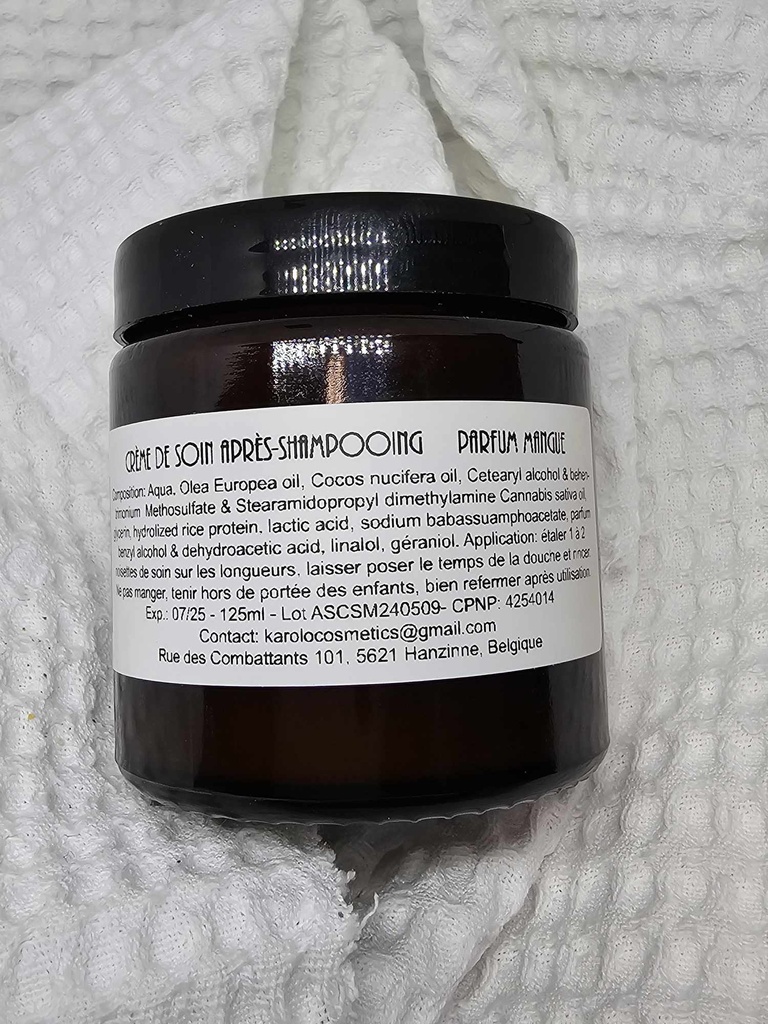 CRÈME DE SOIN APRÈS-SHAMPOOING PARFUM MANGUE
Composition: Aqua, Olea Europea oil, Cocos nucifera oil, Cetearyl alcohol & behen-
trimonium Methosulfate & Stearamidopropyl dimethylamine Cannabis sativa oil,
glycerin, hydrolized rice protein, lactic acid, sodium babassuamphoacetate, parfum
benzyl alcohol & dehydroacetic acid, linalol, géraniol. Application: étaler 1 à 2
noisettes de soin sur les longueurs, laisser poser le temps de la douche et rincer.
Ne pas manger, tenir hors de portée des enfants, bien refermer après utilisation.
Exp.: 07/25 - 125ml - Lot ASCSM240509- CPNP: 4254014
Contact: karolocosmetics@gmail.com
Rue des Combattants 101, 5621 Hanzinne, Belgique